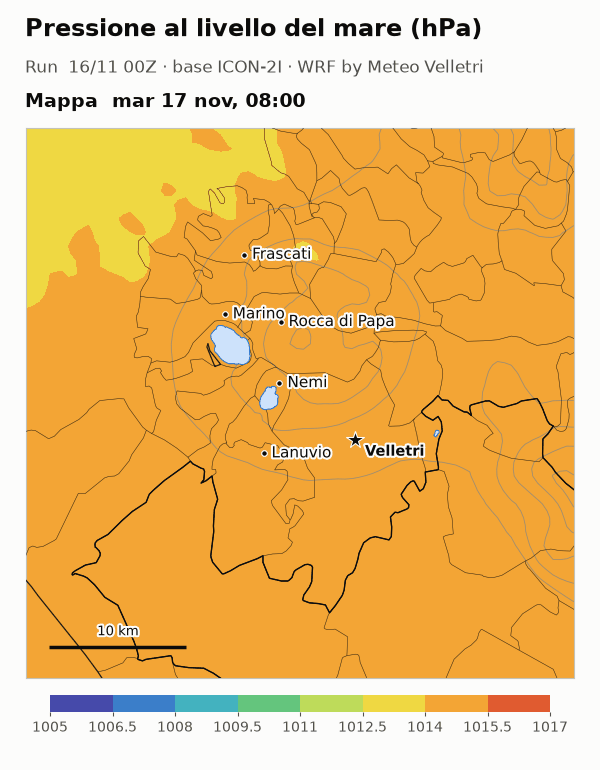 Pressione al livello del mare (hPa)
Run  16/11 00Z · base ICON-2I · WRF by Meteo Velletri
Mappa  mar 17 nov, 08:00
Frascati
Marino
Rocca di Papa
Nemi
Velletri
Lanuvio
10 km
1005 1006.5 1008 1009.5 1011 1012.5 1014 1015.5 1017